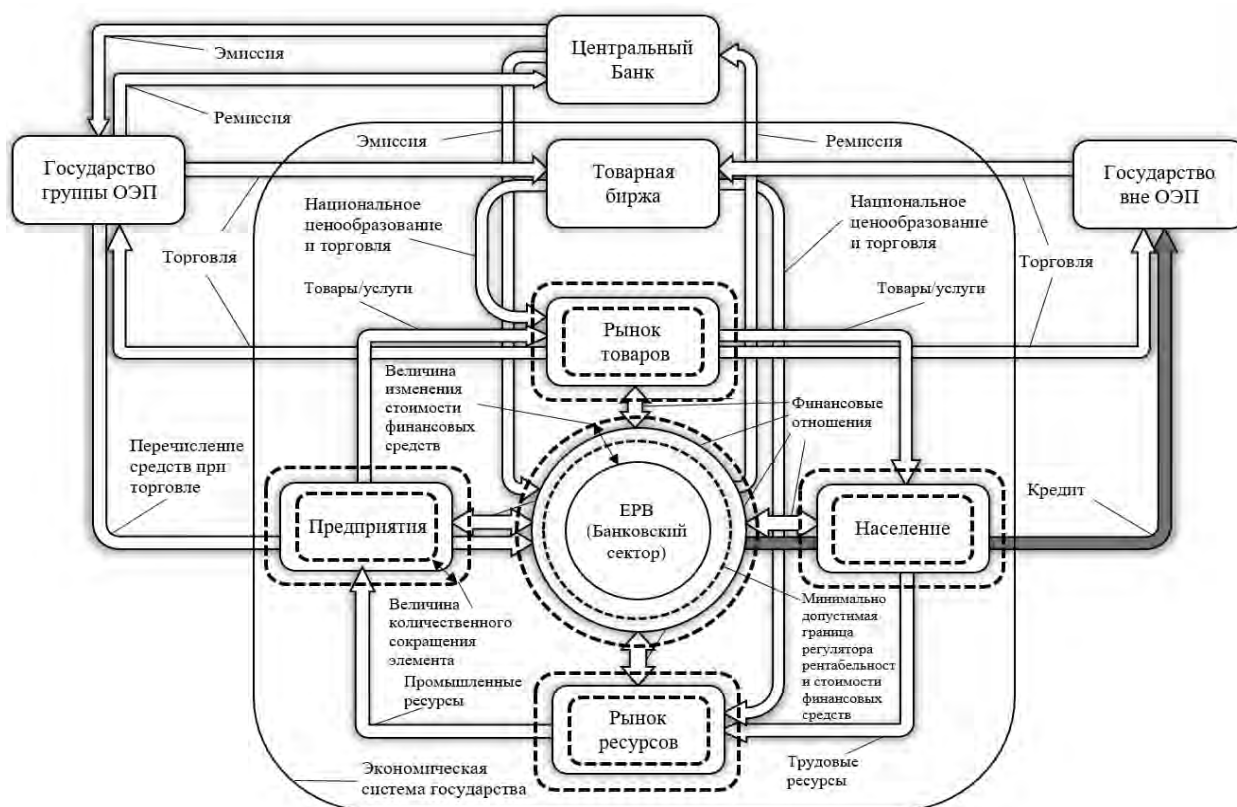 Эмиссия
Центральный
Банк
Ремиссия
Государство
группы ОЭП
Эмиссия
Товарная
биржа
Ремиссия
Государство
вне ОЭП
Национальное
ценообразование
и торговля
Национальное
ценообразование
и торговля
Торговля
Торговля
Товары/услуги
Товары/услуги
Рынок
товаров
Величина
изменения
стоимости
финансовых
средств
Финансовые
отношения
Перечисление
средств при
торговле
Кредит
Предприятия
ЕРВ
(Банковский
сектор)
Население
Величина
количественного
сокращения
элемента
Минимально
допустимая
граница
регулятора
рентабельност
и стоимости
финансовых
средств
Промышленные
ресурсы
Рынок
ресурсов
Трудовые
ресурсы
Экономическая
система государства